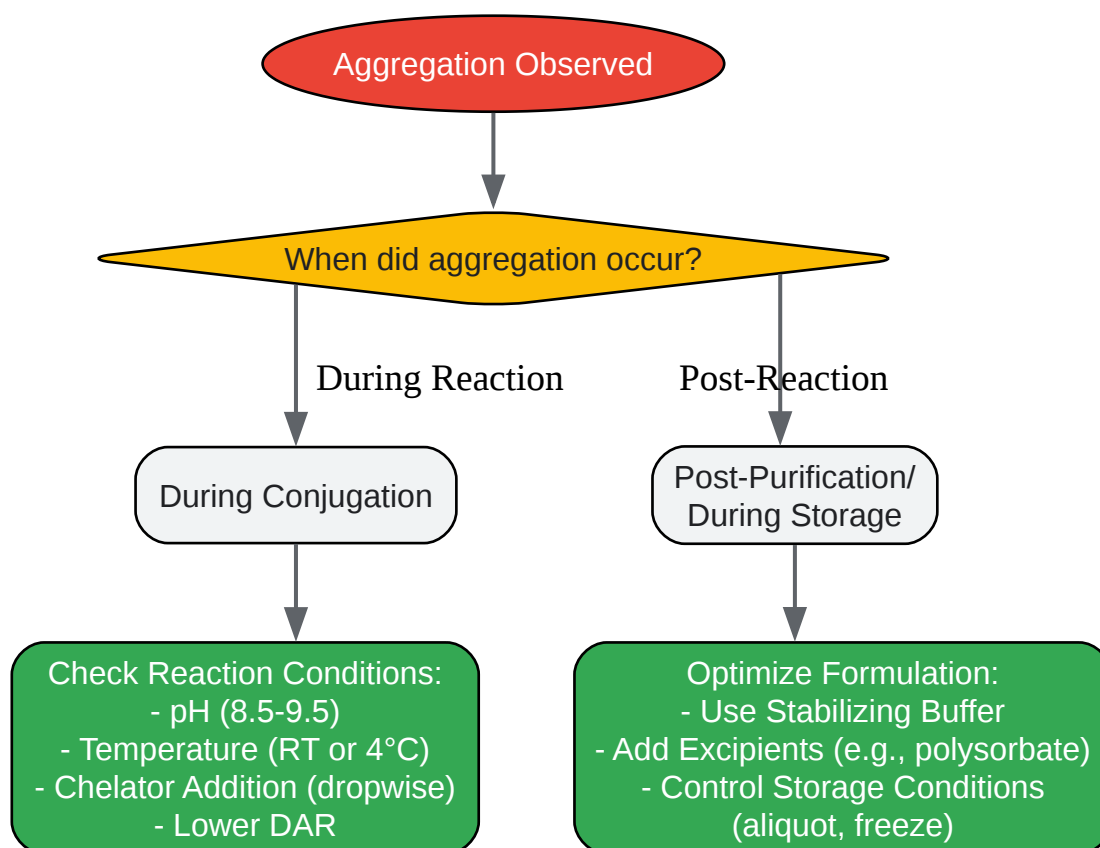 Aggregation Observed
When did aggregation occur?
During Reaction
Post-Reaction
During Conjugation
Post-Purification/
During Storage
Check Reaction Conditions:
- pH (8.5-9.5)
- Temperature (RT or 4°C)
- Chelator Addition (dropwise)
- Lower DAR
Optimize Formulation:
- Use Stabilizing Buffer
- Add Excipients (e.g., polysorbate)
- Control Storage Conditions
(aliquot, freeze)